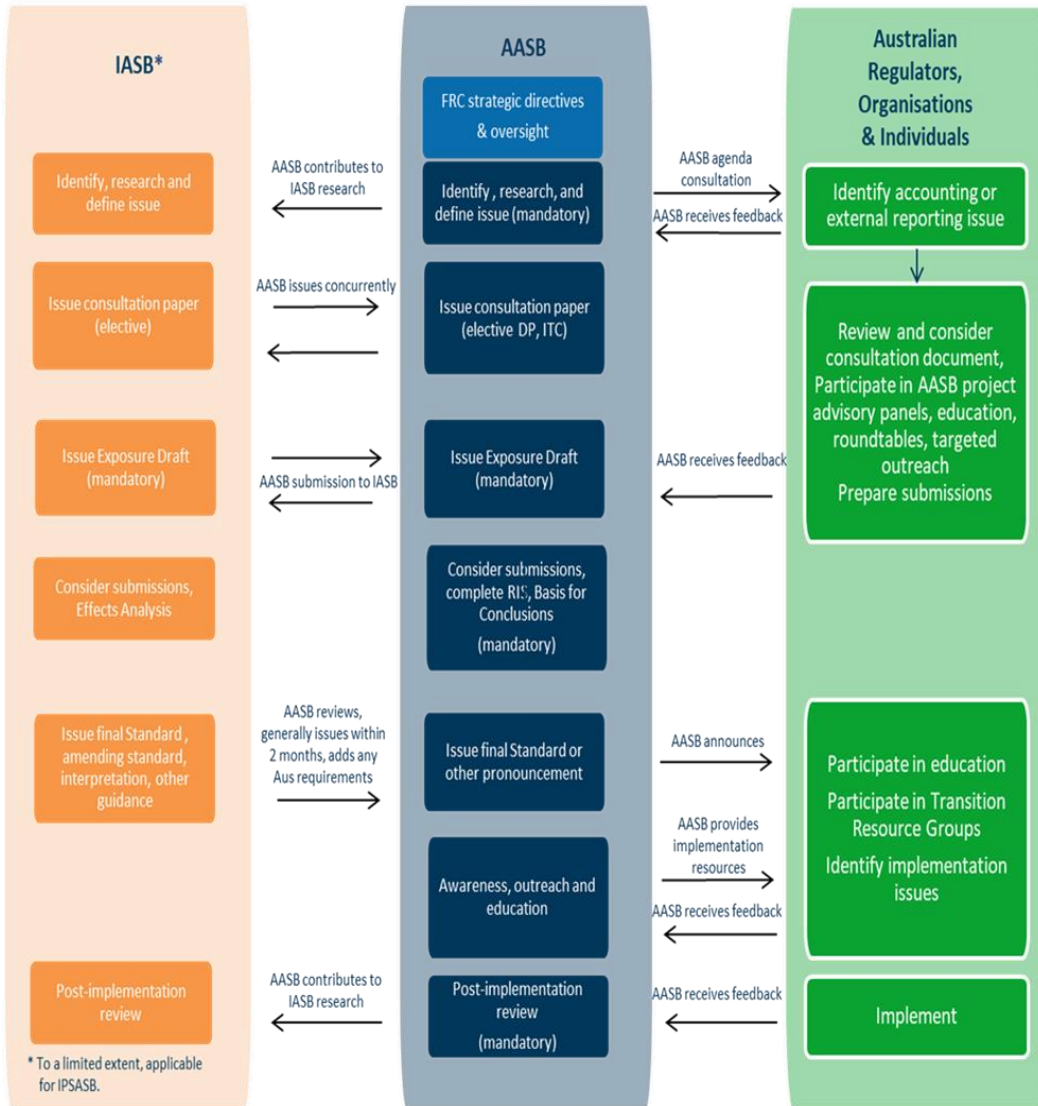 IASB*
Identify, research and
define issue
Issue consultation paper
(elective)
Issue Exposure Draft
(mandatory)
Consider submissions,
Effects Analysis
Issue final Standard ,
amending standard,
interpretation, other
guidance
Post-implementation
review
* To a limited extent, applicable
for IPSASB.
AASB contributes to
IASB research
AASB issues concurrently
AASB submission to IASB
AASB reviews,
generally issues within
2 months, adds any
Aus requirements
AASB contributes to
IASB research
AASB
FRC strategic directives
& oversight
Identify , research, and
define issue (mandatory)
Issue consultation paper
(elective DP, ITC)
Issue Exposure Draft
(mandatory)
Consider submissions,
complete RIS, Basis for
Conclusions
(mandatory)
Issue final Standard or
other pronouncement
Awareness, outreach and
education
Post-implementation
review
(mandatory)
AASB agenda
consultation
AASB receives feedback
AASB receives feedback
AASB announces
AASB provides
implementation
resources
AASB receives feedback
AASB receives feedback
Australian
Regulators,
Organisations
& Individuals
Identify accounting or
external reporting issue
Review and consider
consultation document,
Participate in AASB project
advisory panels, education,
roundtables, targeted
outreach
Prepare submissions
Participate in education
Participate in Transition
Resource Groups
Identify implementation
issues
Implement